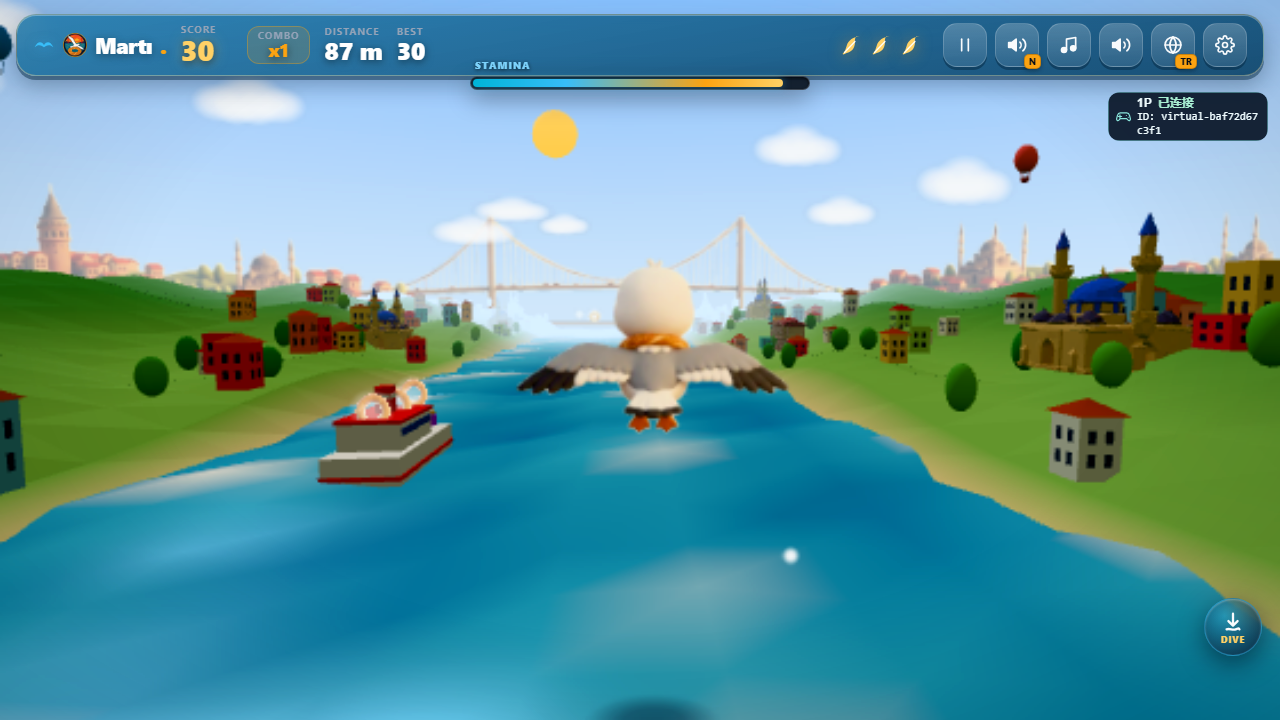 Martı
SCORE
30
COMBO
x1
DISTANCE
87 m
BEST
30
STAMINA
N
TR
1P 已连接
ID: virtual-baf72d67
c3f1
DIVE